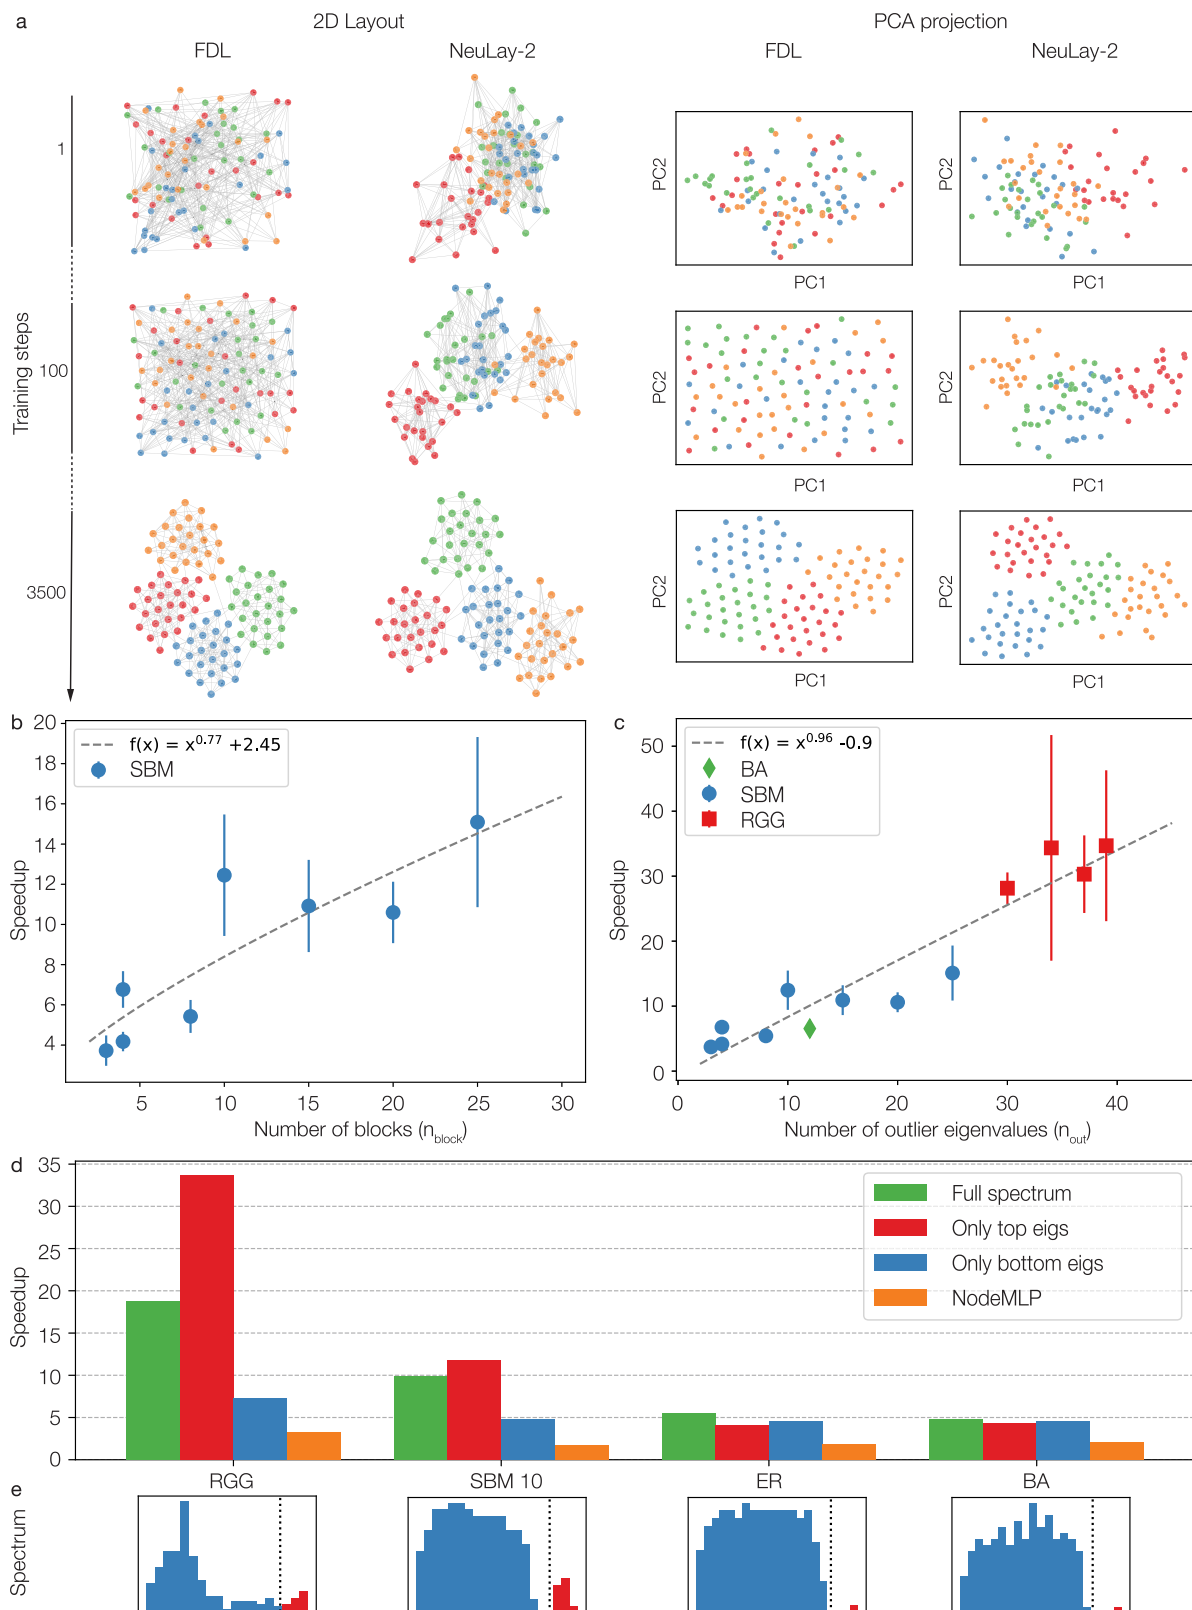 a
2D Layout
PCA projection
FDL
NeuLay-2
FDL
NeuLay-2
Training steps
1
100
3500
PC2
PC1
PC2
PC1
PC2
PC1
PC2
PC1
PC2
PC1
PC2
PC1
b
20
18
16
14
12
10
8
6
4
Speedup
f(x) = x^0.77 +2.45
SBM
5
10
15
20
25
30
Number of blocks (n_block)
c
50
40
30
20
10
0
Speedup
f(x) = x^0.96 -0.9
BA
SBM
RGG
0
10
20
30
40
Number of outlier eigenvalues (n_out)
d
35
30
25
20
15
10
5
0
Speedup
Full spectrum
Only top eigs
Only bottom eigs
NodeMLP
RGG
SBM 10
ER
BA
e
Spectrum